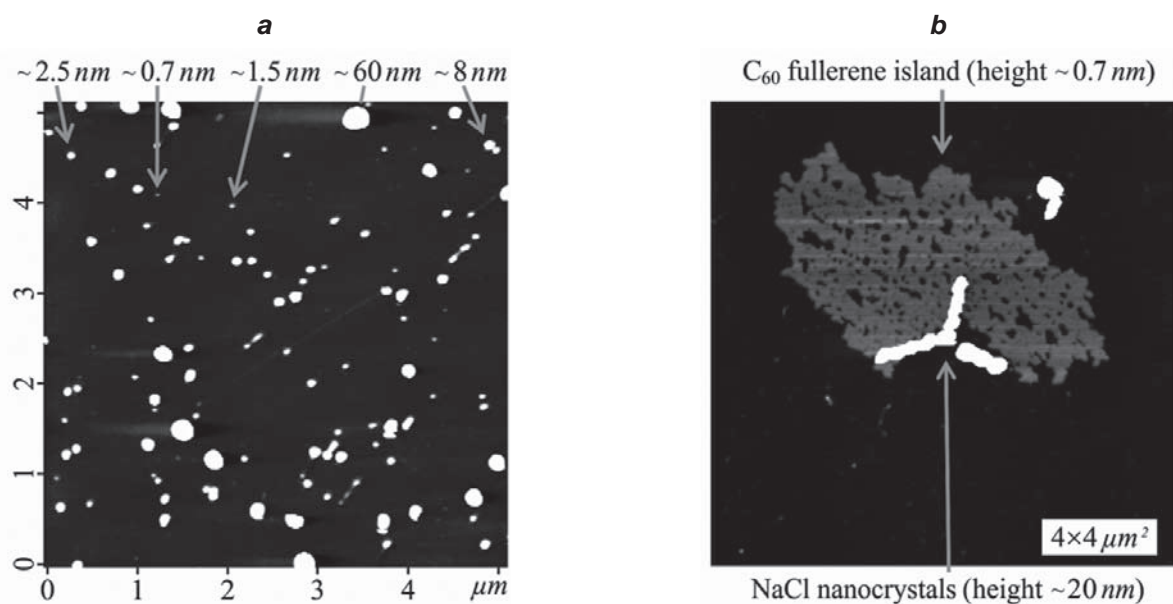 a
~2.5 nm ~0.7 nm ~1.5 nm ~60 nm ~8 nm
4
3
2
1
0
0 1 2 3 4 μm
b
C₆₀ fullerene island (height ~0.7 nm)
4×4 μm²
NaCl nanocrystals (height ~20 nm)